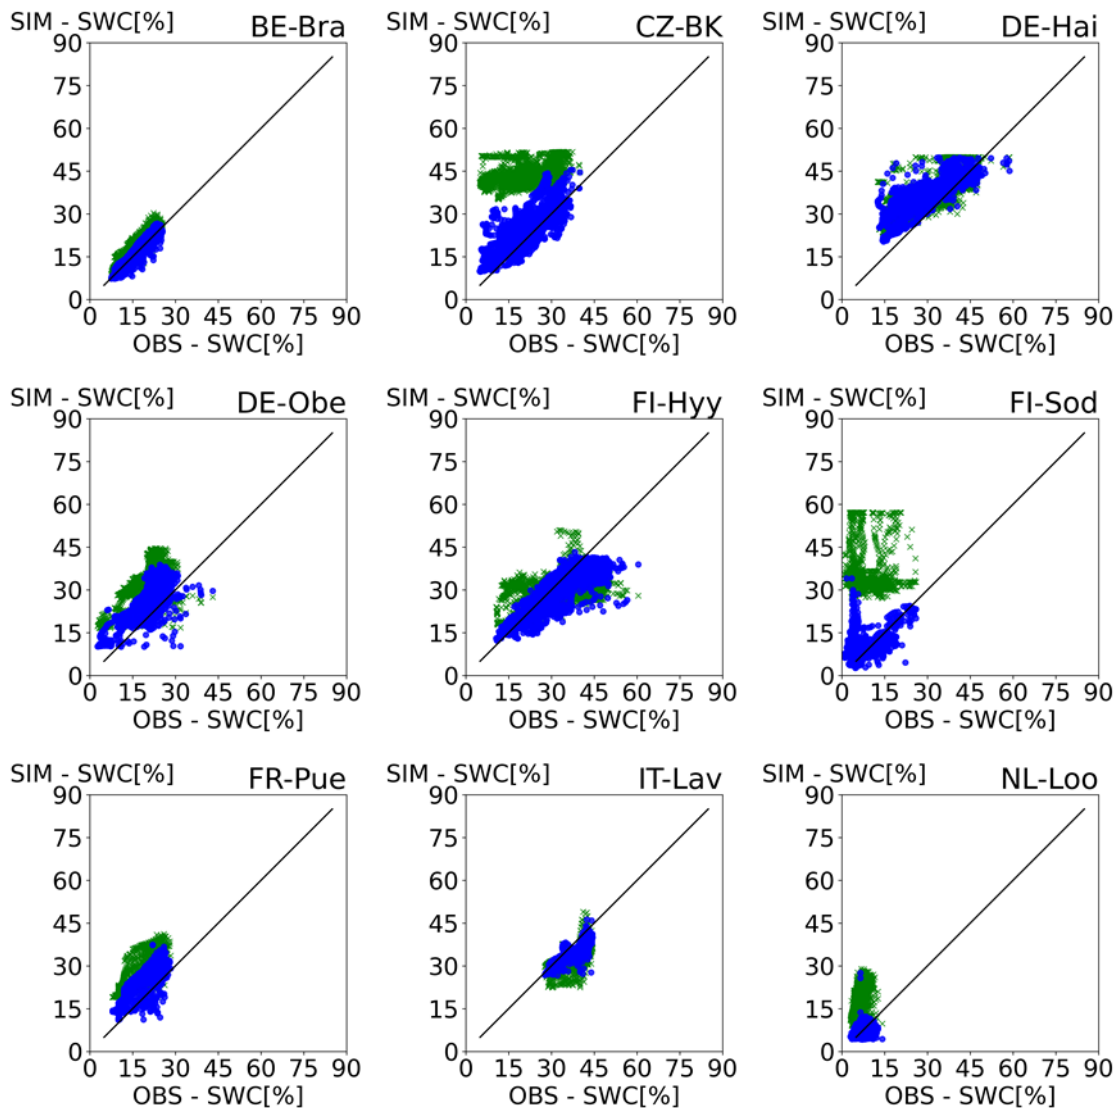 SIM - SWC[%] BE-Bra
90
75
60
45
30
15
0
0 15 30 45 60 75 90
OBS - SWC[%]
SIM - SWC[%] CZ-BK
90
75
60
45
30
15
0
0 15 30 45 60 75 90
OBS - SWC[%]
SIM - SWC[%] DE-Hai
90
75
60
45
30
15
0
0 15 30 45 60 75 90
OBS - SWC[%]
SIM - SWC[%] DE-Obe
90
75
60
45
30
15
0
0 15 30 45 60 75 90
OBS - SWC[%]
SIM - SWC[%] FI-Hyy
90
75
60
45
30
15
0
0 15 30 45 60 75 90
OBS - SWC[%]
SIM - SWC[%] FI-Sod
90
75
60
45
30
15
0
0 15 30 45 60 75 90
OBS - SWC[%]
SIM - SWC[%] FR-Pue
90
75
60
45
30
15
0
0 15 30 45 60 75 90
OBS - SWC[%]
SIM - SWC[%] IT-Lav
90
75
60
45
30
15
0
0 15 30 45 60 75 90
OBS - SWC[%]
SIM - SWC[%] NL-Loo
90
75
60
45
30
15
0
0 15 30 45 60 75 90
OBS - SWC[%]